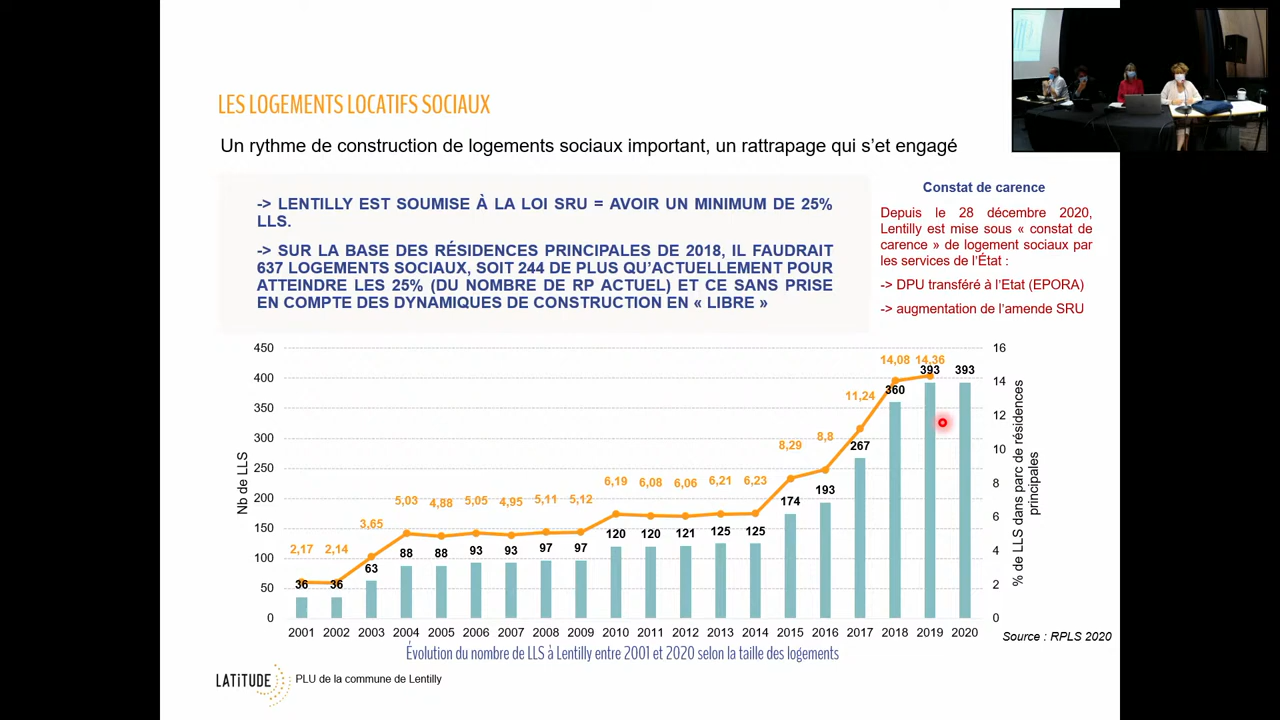 LES LOGEMENTS LOCATIFS SOCIAUX
Un rythme de construction de logements sociaux important, un rattrapage qui s'et engagé
-> LENTILLY EST SOUMISE À LA LOI SRU = AVOIR UN MINIMUM DE 25%
LLS.
-> SUR LA BASE DES RÉSIDENCES PRINCIPALES DE 2018, IL FAUDRAIT
637 LOGEMENTS SOCIAUX, SOIT 244 DE PLUS QU'ACTUELLEMENT POUR
ATTEINDRE LES 25% (DU NOMBRE DE RP ACTUEL) ET CE SANS PRISE
EN COMPTE DES DYNAMIQUES DE CONSTRUCTION EN « LIBRE »
Constat de carence
Depuis le 28 décembre 2020,
Lentilly est mise sous « constat de
carence » de logement sociaux par
les services de l'État :
-> DPU transféré à l'Etat (EPORA)
-> augmentation de l'amende SRU
Nb de LLS
450
400
350
300
250
200
150
100
50
0
2,17 2,14 3,65 5,03 4,88 5,05 4,95 5,11 5,12 6,19 6,08 6,06 6,21 6,23 8,29 8,8 11,24 14,08 14,36
36 36 63 88 88 93 93 97 97 120 120 121 125 125 174 193 267 360 393 393
16
14
12
10
8
6
4
2
0
% de LLS dans parc de résidences
principales
2001 2002 2003 2004 2005 2006 2007 2008 2009 2010 2011 2012 2013 2014 2015 2016 2017 2018 2019 2020
Source : RPLS 2020
Évolution du nombre de LLS à Lentilly entre 2001 et 2020 selon la taille des logements
LATITUDE
PLU de la commune de Lentilly